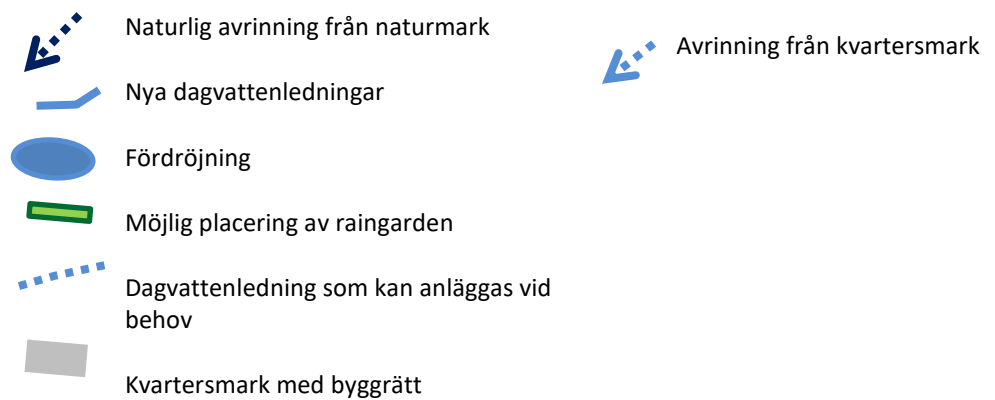 Naturlig avrinning från naturmark
Nya dagvattenledningar
Fördröjning
Möjlig placering av raingarden
Dagvattenledning som kan anläggas vid
behov
Kvartersmark med byggrätt
Avrinning från kvartersmark